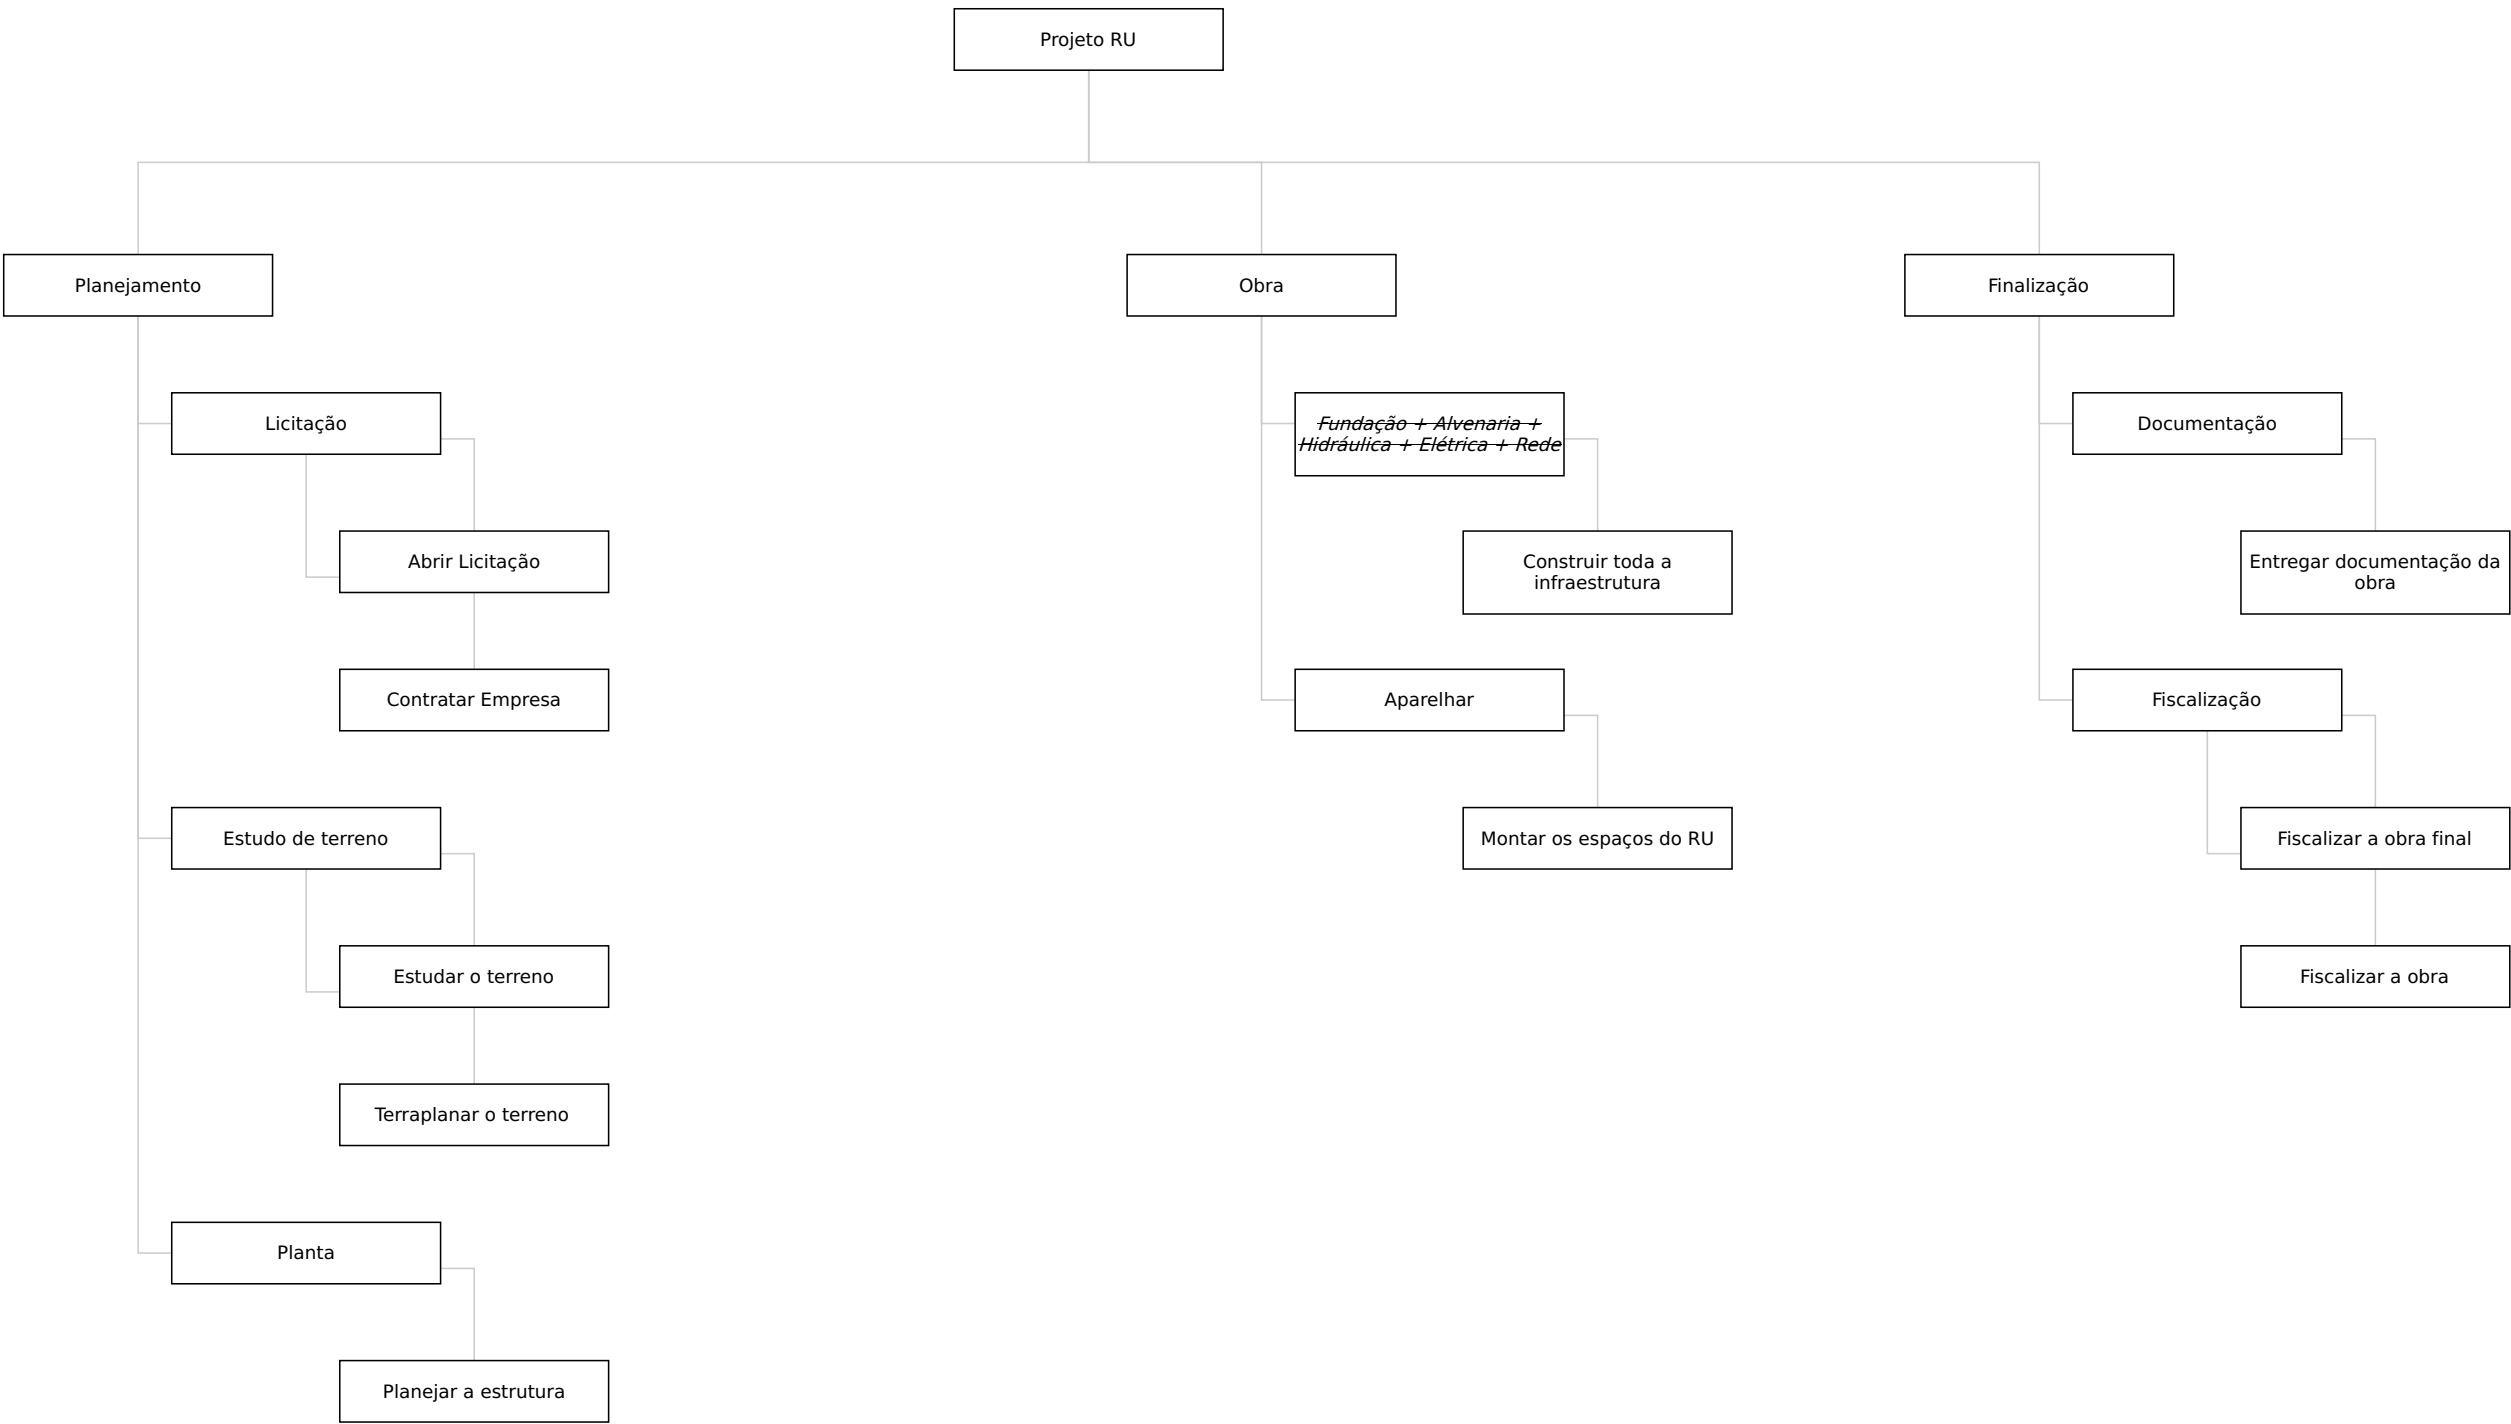 Projeto RU
Planejamento
Licitação
Abrir Licitação
Contratar Empresa
Estudo de terreno
Estudar o terreno
Terraplanar o terreno
Planta
Planejar a estrutura
Obra
Fundação + Alvenaria +
Hidráulica + Elétrica + Rede
Construir toda a
infraestrutura
Aparelhar
Montar os espaços do RU
Finalização
Documentação
Entregar documentação da
obra
Fiscalização
Fiscalizar a obra final
Fiscalizar a obra